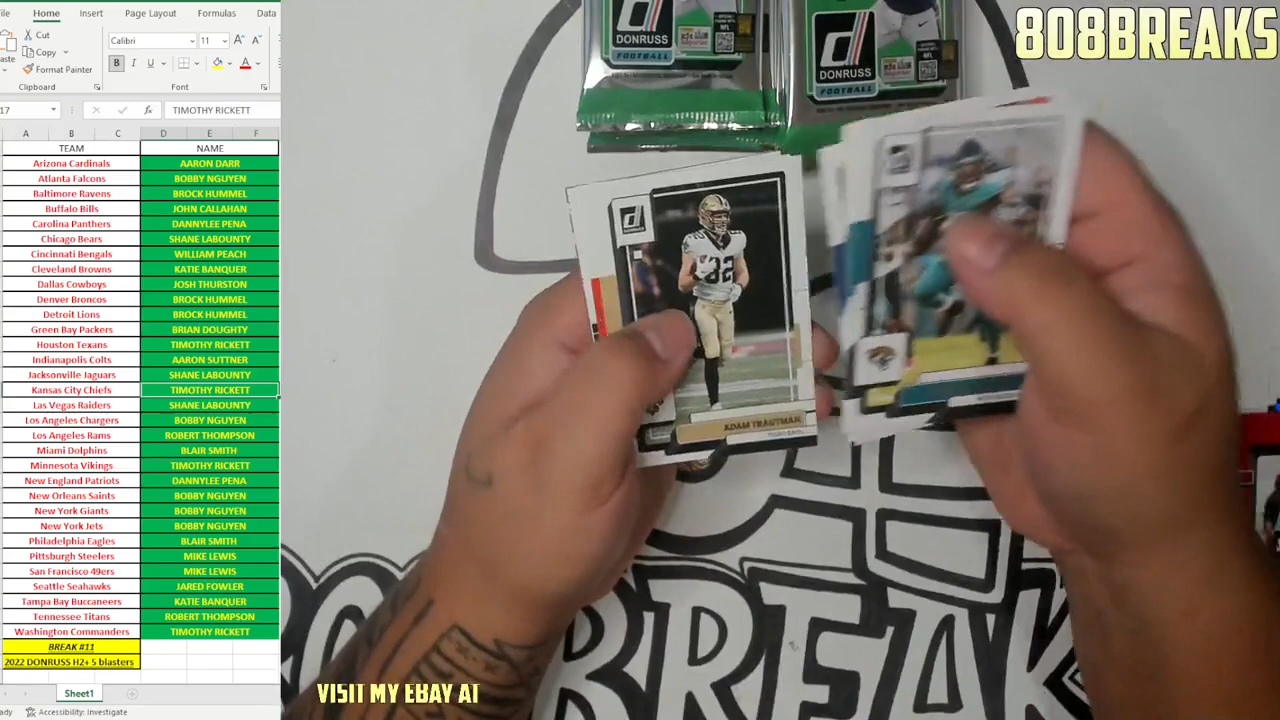 File Home Insert Page Layout Formulas Data
Cut
Copy
Paste
Format Painter
Calibri 11
B I U
Clipboard Font
17 TIMOTHY RICKETT
A B C D E F
TEAM NAME
Arizona Cardinals AARON DARR
Atlanta Falcons BOBBY NGUYEN
Baltimore Ravens BROCK HUMMEL
Buffalo Bills JOHN CALLAHAN
Carolina Panthers DANNYLEE PENA
Chicago Bears SHANE LABOUNTY
Cincinnati Bengals WILLIAM PEACH
Cleveland Browns KATIE BANQUER
Dallas Cowboys JOSH THURSTON
Denver Broncos BROCK HUMMEL
Detroit Lions BROCK HUMMEL
Green Bay Packers BRIAN DOUGHTY
Houston Texans TIMOTHY RICKETT
Indianapolis Colts AARON SUTTNER
Jacksonville Jaguars SHANE LABOUNTY
Kansas City Chiefs TIMOTHY RICKETT
Las Vegas Raiders SHANE LABOUNTY
Los Angeles Chargers BOBBY NGUYEN
Los Angeles Rams ROBERT THOMPSON
Miami Dolphins BLAIR SMITH
Minnesota Vikings TIMOTHY RICKETT
New England Patriots DANNYLEE PENA
New Orleans Saints BOBBY NGUYEN
New York Giants BOBBY NGUYEN
New York Jets BOBBY NGUYEN
Philadelphia Eagles BLAIR SMITH
Pittsburgh Steelers MIKE LEWIS
San Francisco 49ers MIKE LEWIS
Seattle Seahawks JARED FOWLER
Tampa Bay Buccaneers KATIE BANQUER
Tennessee Titans ROBERT THOMPSON
Washington Commanders TIMOTHY RICKETT
BREAK #11
2022 DONRUSS H2+ 5 blasters
Sheet1
Accessibility: Investigate
808BREAKS
DONRUSS
FOOTBALL
DONRUSS
FOOTBALL
32
ADAM TRAUTMAN
BREAK
VISIT MY EBAY AT